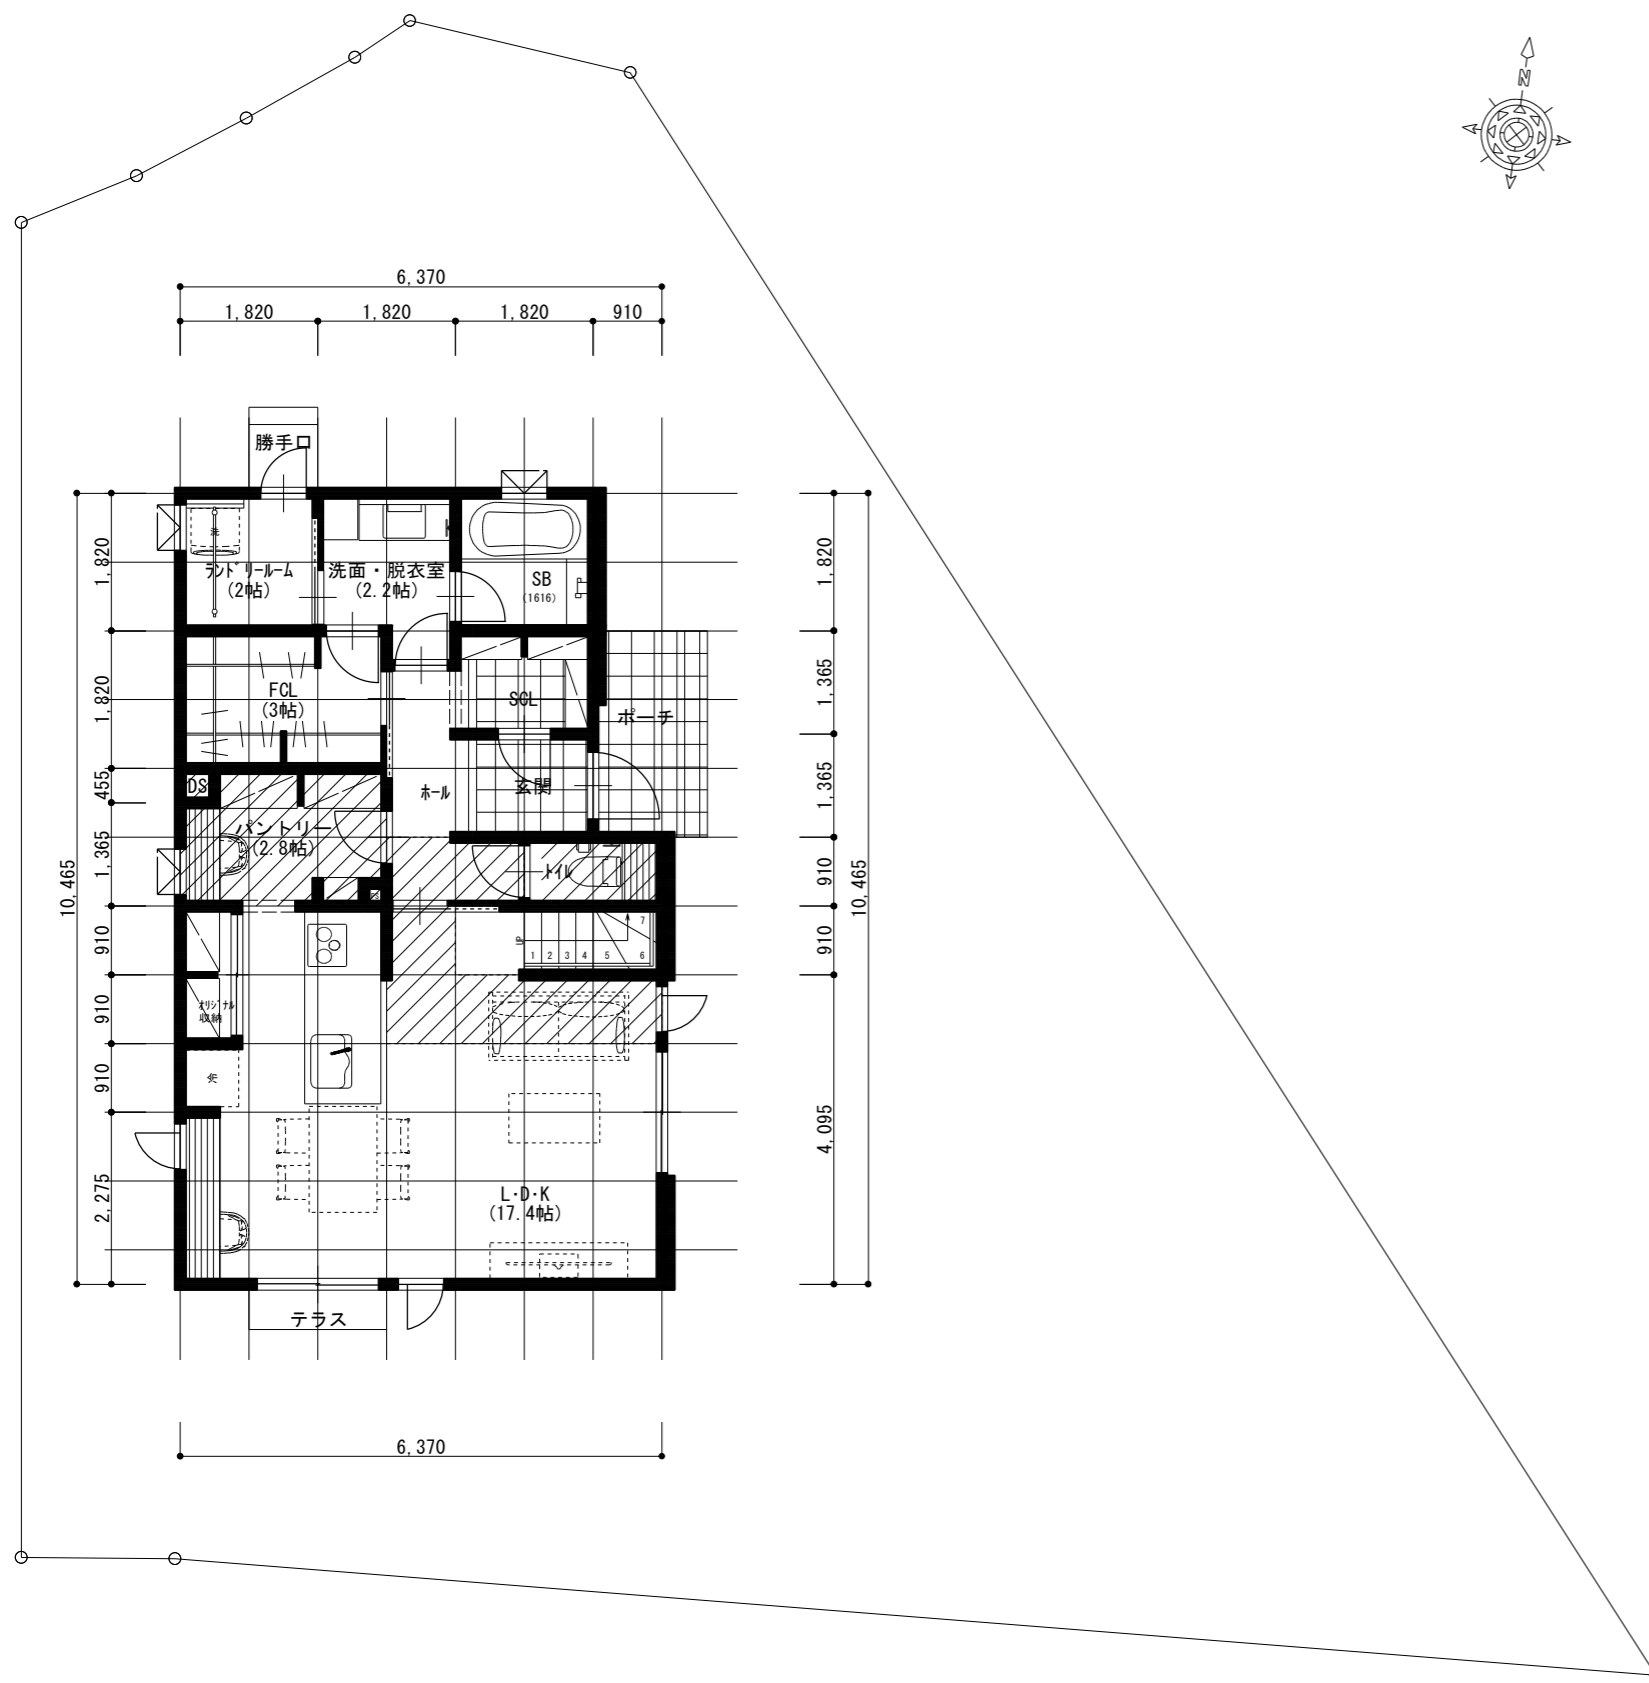 N
6,370
1,820
1,820
1,820
910
勝手口
洗
ﾗﾝﾄﾞﾘｰﾙｰﾑ
(2帖)
洗面・脱衣室
(2.2帖)
SB
(1616)
FCL
(3帖)
SCL
ポーチ
DS
ホール
玄関
パントリー
(2.8帖)
ﾄｲﾚ
PS
UP
1
2
3
4
5
6
7
ｵﾘｼﾞﾅﾙ
収納
冷
L・D・K
(17.4帖)
テラス
10,465
1,820
1,820
455
1,365
910
910
910
2,275
1,820
1,365
1,365
910
910
4,095
10,465
6,370